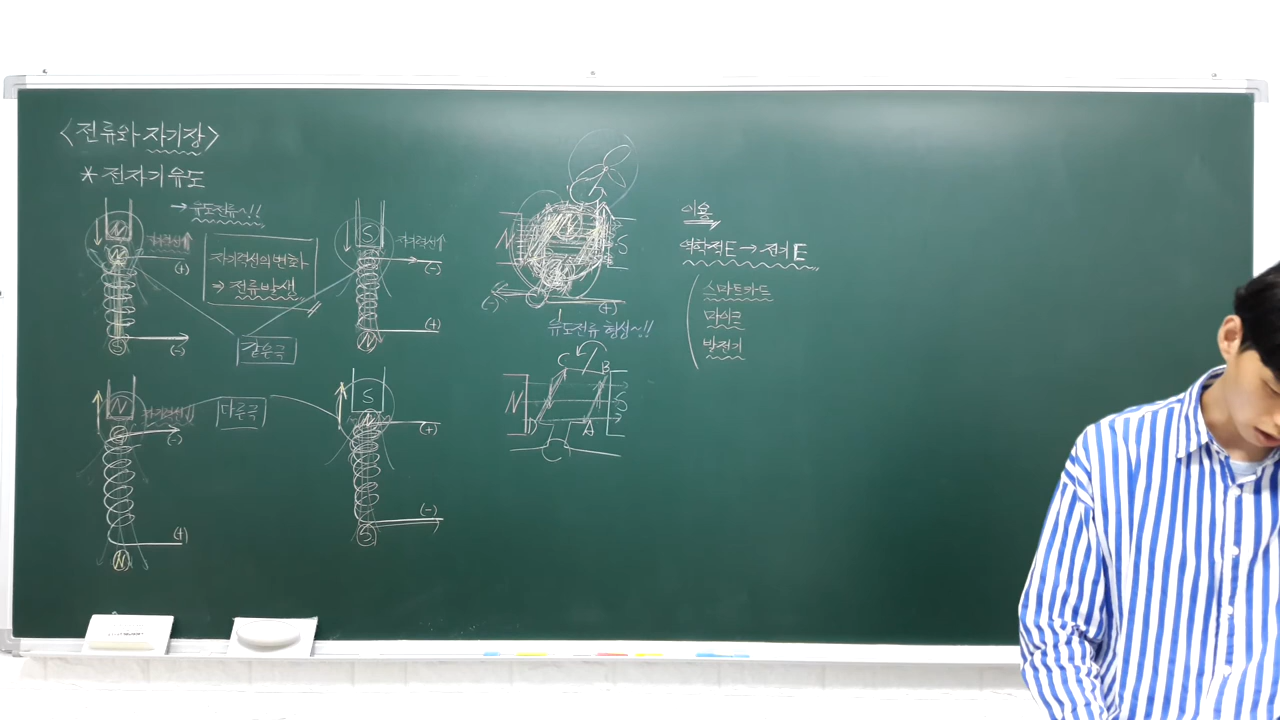 <전류와 자기장>
* 전자기유도
→ 유도전류~!!
N
자기력선↑
N
(+)
S
(-)
자기력선의 변화
⇒ 전류발생
S
자기력선↑
(-)
(+)
N
같은극
N
자기력선↓
S
(-)
(+)
N
다른극
S
N
(+)
(-)
S
N
N
S
(-)
(+)
유도전류 형성~!!
C
B
N
S
D
A
이용
역학적E → 전기E
스마트카드
마이크
발전기